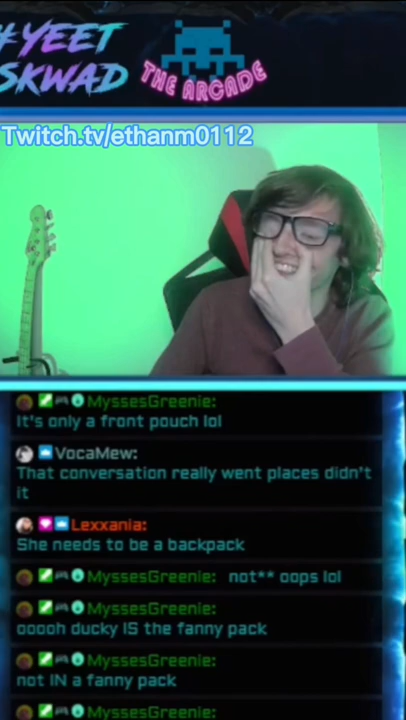 #YEET
SKWAD
THE ARCADE
Twitch.tv/ethanm0112
MyssesGreenie:
It's only a front pouch lol
VocaMew:
That conversation really went places didn't
it
Lexxania:
She needs to be a backpack
MyssesGreenie: not** oops lol
MyssesGreenie:
ooooh ducky IS the fanny pack
MyssesGreenie:
not IN a fanny pack
MyssesGreenie: